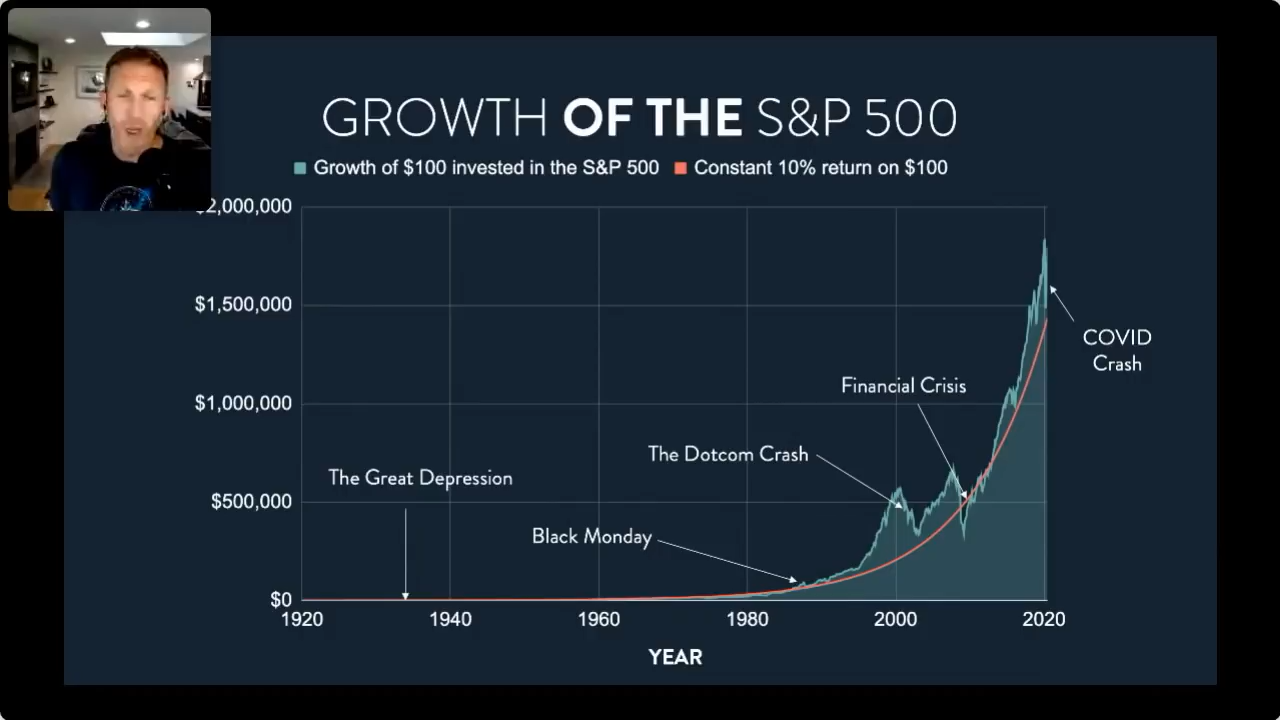 GROWTH OF THE S&P 500
Growth of $100 invested in the S&P 500 Constant 10% return on $100
$2,000,000
$1,500,000
$1,000,000
$500,000
$0
The Great Depression
Black Monday
The Dotcom Crash
Financial Crisis
COVID
Crash
1920 1940 1960 1980 2000 2020
YEAR